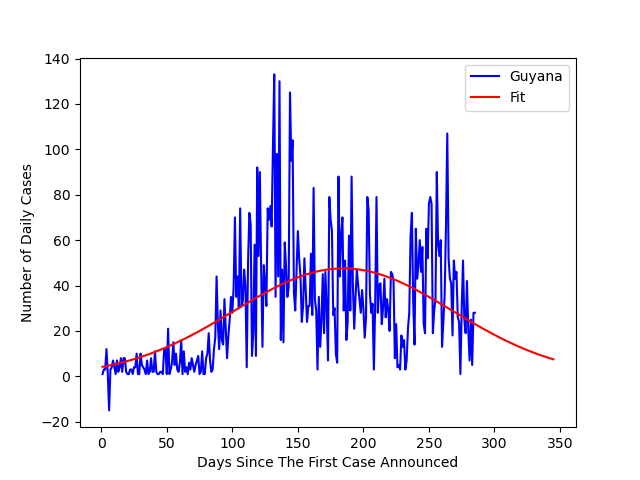 140
120
100
80
60
40
20
0
−20
Number of Daily Cases
0 50 100 150 200 250 300 350
Days Since The First Case Announced
Guyana
Fit